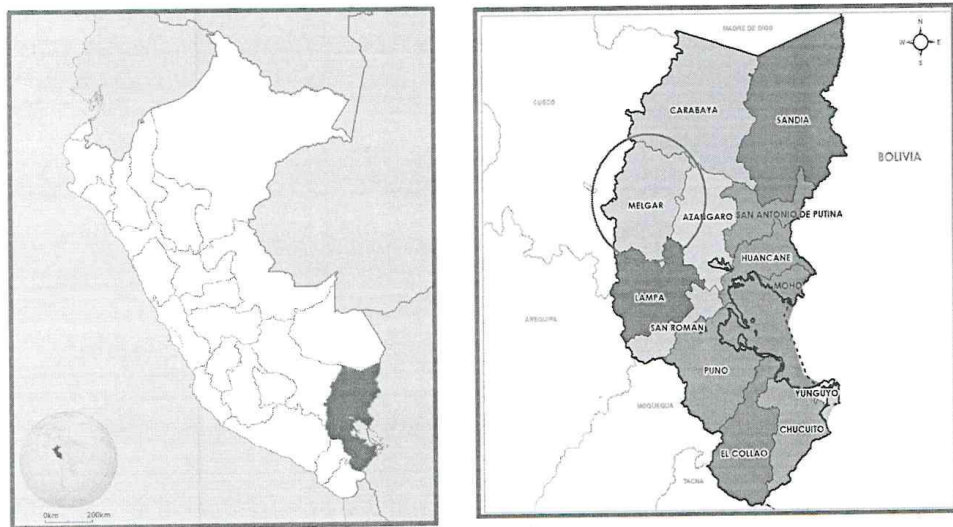 0km 200km
MADRE DE DIOS
N
W E
S
CUSCO
CARABAYA
SANDIA
BOLIVIA
MELGAR
AZANGARO
SAN ANTONIO DE PUTINA
HUANCANE
MOHO
LAMPA
AREQUIPA
SAN ROMAN
PUNO
YUNGUYO
MOQUEGUA
CHUCUITO
EL COLLAO
TACNA